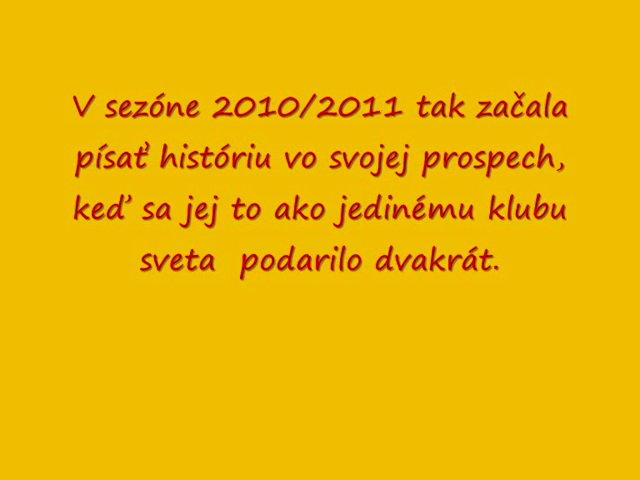 V sezóne 2010/2011 tak začala
písať históriu vo svojej prospech,
keď sa jej to ako jedinému klubu
sveta  podarilo dvakrát.